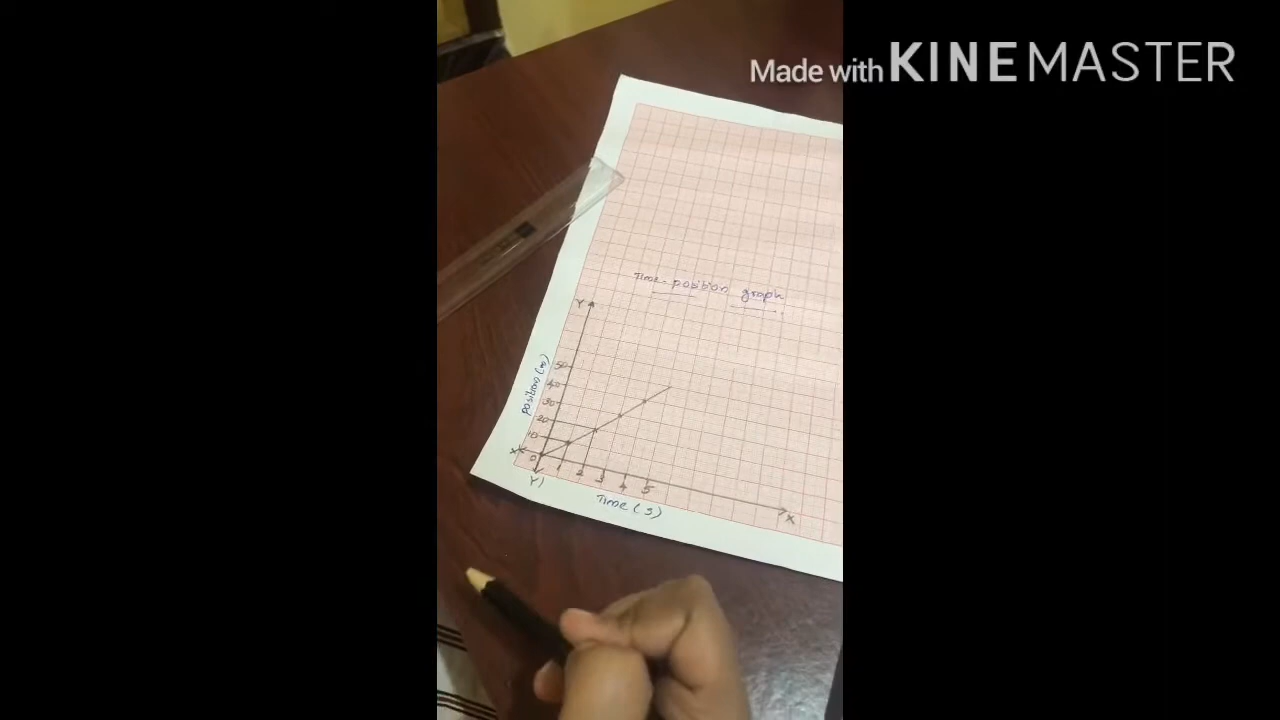 Made with KINEMASTER
Time-position graph
Y
position (m)
50
40
30
20
10
X'
0
1
2
3
4
5
X
Y'
Time (s)